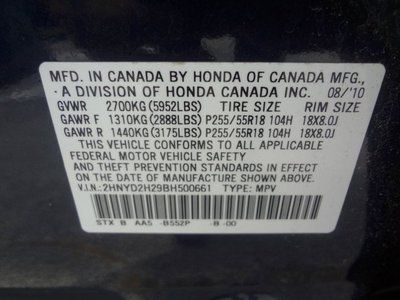 MFD. IN CANADA BY HONDA OF CANADA MFG.,
A DIVISION OF HONDA CANADA INC. 08/'10
GVWR 2700KG (5952LBS) TIRE SIZE RIM SIZE
GAWR F 1310KG (2888LBS) P255/55R18 104H 18X8.0J
GAWR R 1440KG (3175LBS) P255/55R18 104H 18X8.0J
THIS VEHICLE CONFORMS TO ALL APPLICABLE
FEDERAL MOTOR VEHICLE SAFETY AND
THEFT PREVENTION STANDARDS IN EFFECT ON
THE DATE OF MANUFACTURE SHOWN ABOVE.
V.I.N.: 2HNYD2H29BH500661 TYPE: MPV
STX B AA5 -B552P -B -00